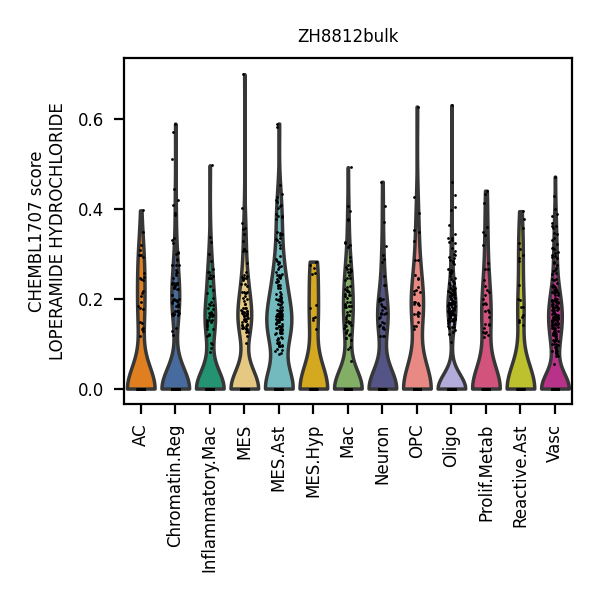 ZH8812bulk
CHEMBL1707 score
LOPERAMIDE HYDROCHLORIDE
0.6
0.4
0.2
0.0
AC
Chromatin.Reg
Inflammatory.Mac
MES
MES.Ast
MES.Hyp
Mac
Neuron
OPC
Oligo
Prolif.Metab
Reactive.Ast
Vasc